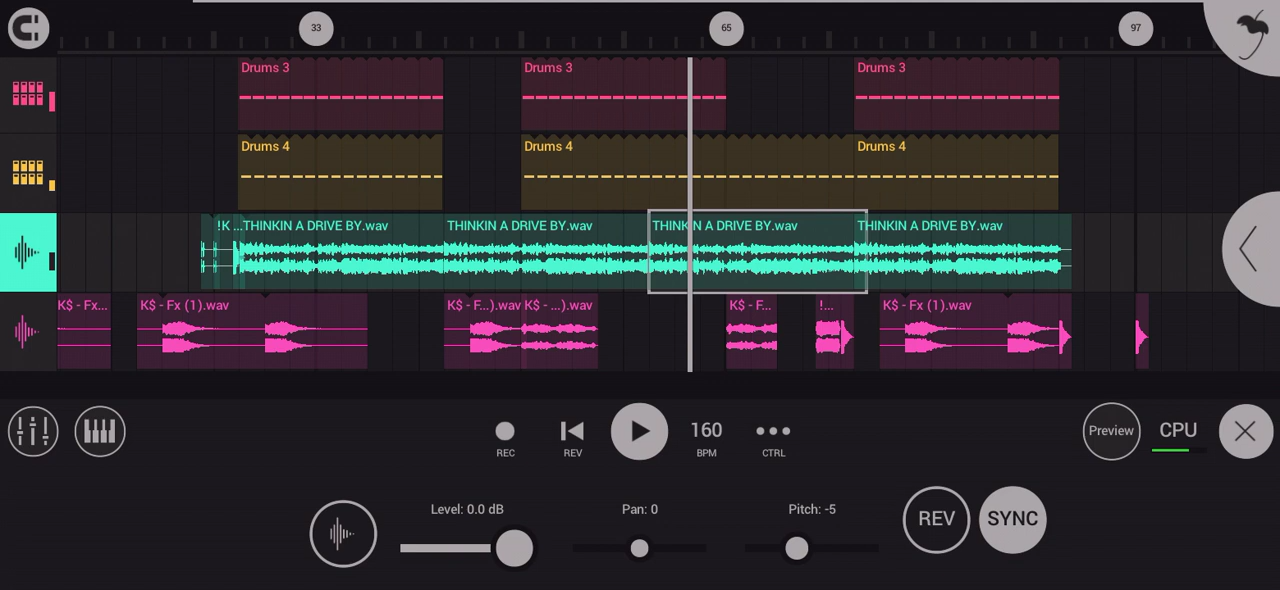 33
65
97
Drums 3
Drums 3
Drums 3
Drums 4
Drums 4
Drums 4
!K ...
THINKIN A DRIVE BY.wav
THINKIN A DRIVE BY.wav
THINKIN A DRIVE BY.wav
THINKIN A DRIVE BY.wav
K$ - Fx...
K$ - Fx (1).wav
K$ - F...).wav
K$ - ...).wav
K$ - F...
!...
K$ - Fx (1).wav
REC
REV
160
BPM
CTRL
Preview
CPU
Level: 0.0 dB
Pan: 0
Pitch: -5
REV
SYNC